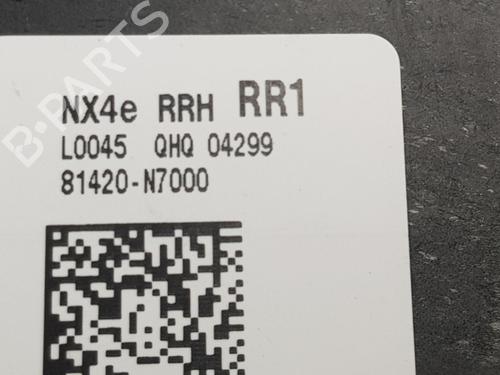 B-PARTS
NX4e RRH RR1
L0045 QHQ 04299
81420-N7000